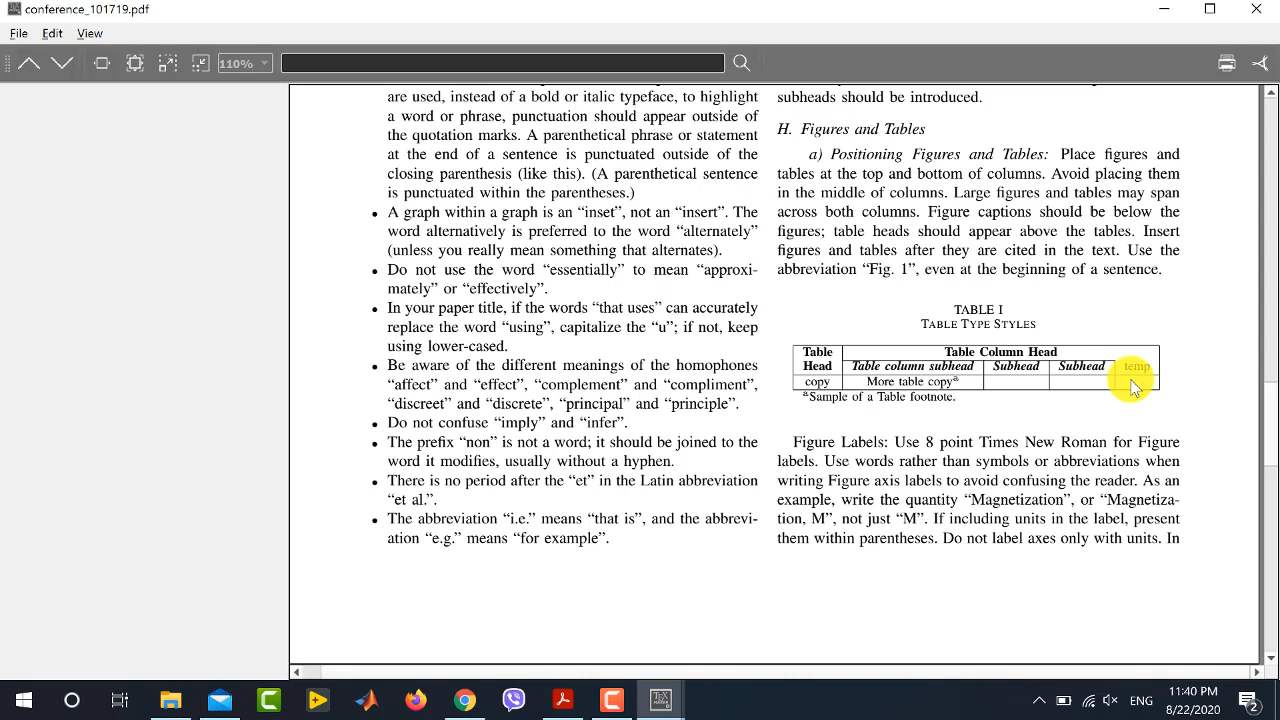 conference_101719.pdf
File Edit View
110%
are used, instead of a bold or italic typeface, to highlight
a word or phrase, punctuation should appear outside of
the quotation marks. A parenthetical phrase or statement
at the end of a sentence is punctuated outside of the
closing parenthesis (like this). (A parenthetical sentence
is punctuated within the parentheses.)
• A graph within a graph is an “inset”, not an “insert”. The
word alternatively is preferred to the word “alternately”
(unless you really mean something that alternates).
• Do not use the word “essentially” to mean “approxi-
mately” or “effectively”.
• In your paper title, if the words “that uses” can accurately
replace the word “using”, capitalize the “u”; if not, keep
using lower-cased.
• Be aware of the different meanings of the homophones
“affect” and “effect”, “complement” and “compliment”,
“discreet” and “discrete”, “principal” and “principle”.
• Do not confuse “imply” and “infer”.
• The prefix “non” is not a word; it should be joined to the
word it modifies, usually without a hyphen.
• There is no period after the “et” in the Latin abbreviation
“et al.”.
• The abbreviation “i.e.” means “that is”, and the abbrevi-
ation “e.g.” means “for example”.
subheads should be introduced.
H. Figures and Tables
a) Positioning Figures and Tables: Place figures and
tables at the top and bottom of columns. Avoid placing them
in the middle of columns. Large figures and tables may span
across both columns. Figure captions should be below the
figures; table heads should appear above the tables. Insert
figures and tables after they are cited in the text. Use the
abbreviation “Fig. 1”, even at the beginning of a sentence.
TABLE I
TABLE TYPE STYLES
Table Table Column Head
Head Table column subhead Subhead Subhead temp
copy More table copyª
ªSample of a Table footnote.
Figure Labels: Use 8 point Times New Roman for Figure
labels. Use words rather than symbols or abbreviations when
writing Figure axis labels to avoid confusing the reader. As an
example, write the quantity “Magnetization”, or “Magnetiza-
tion, M”, not just “M”. If including units in the label, present
them within parentheses. Do not label axes only with units. In
TEX
MAKER
ENG
11:40 PM
8/22/2020
2